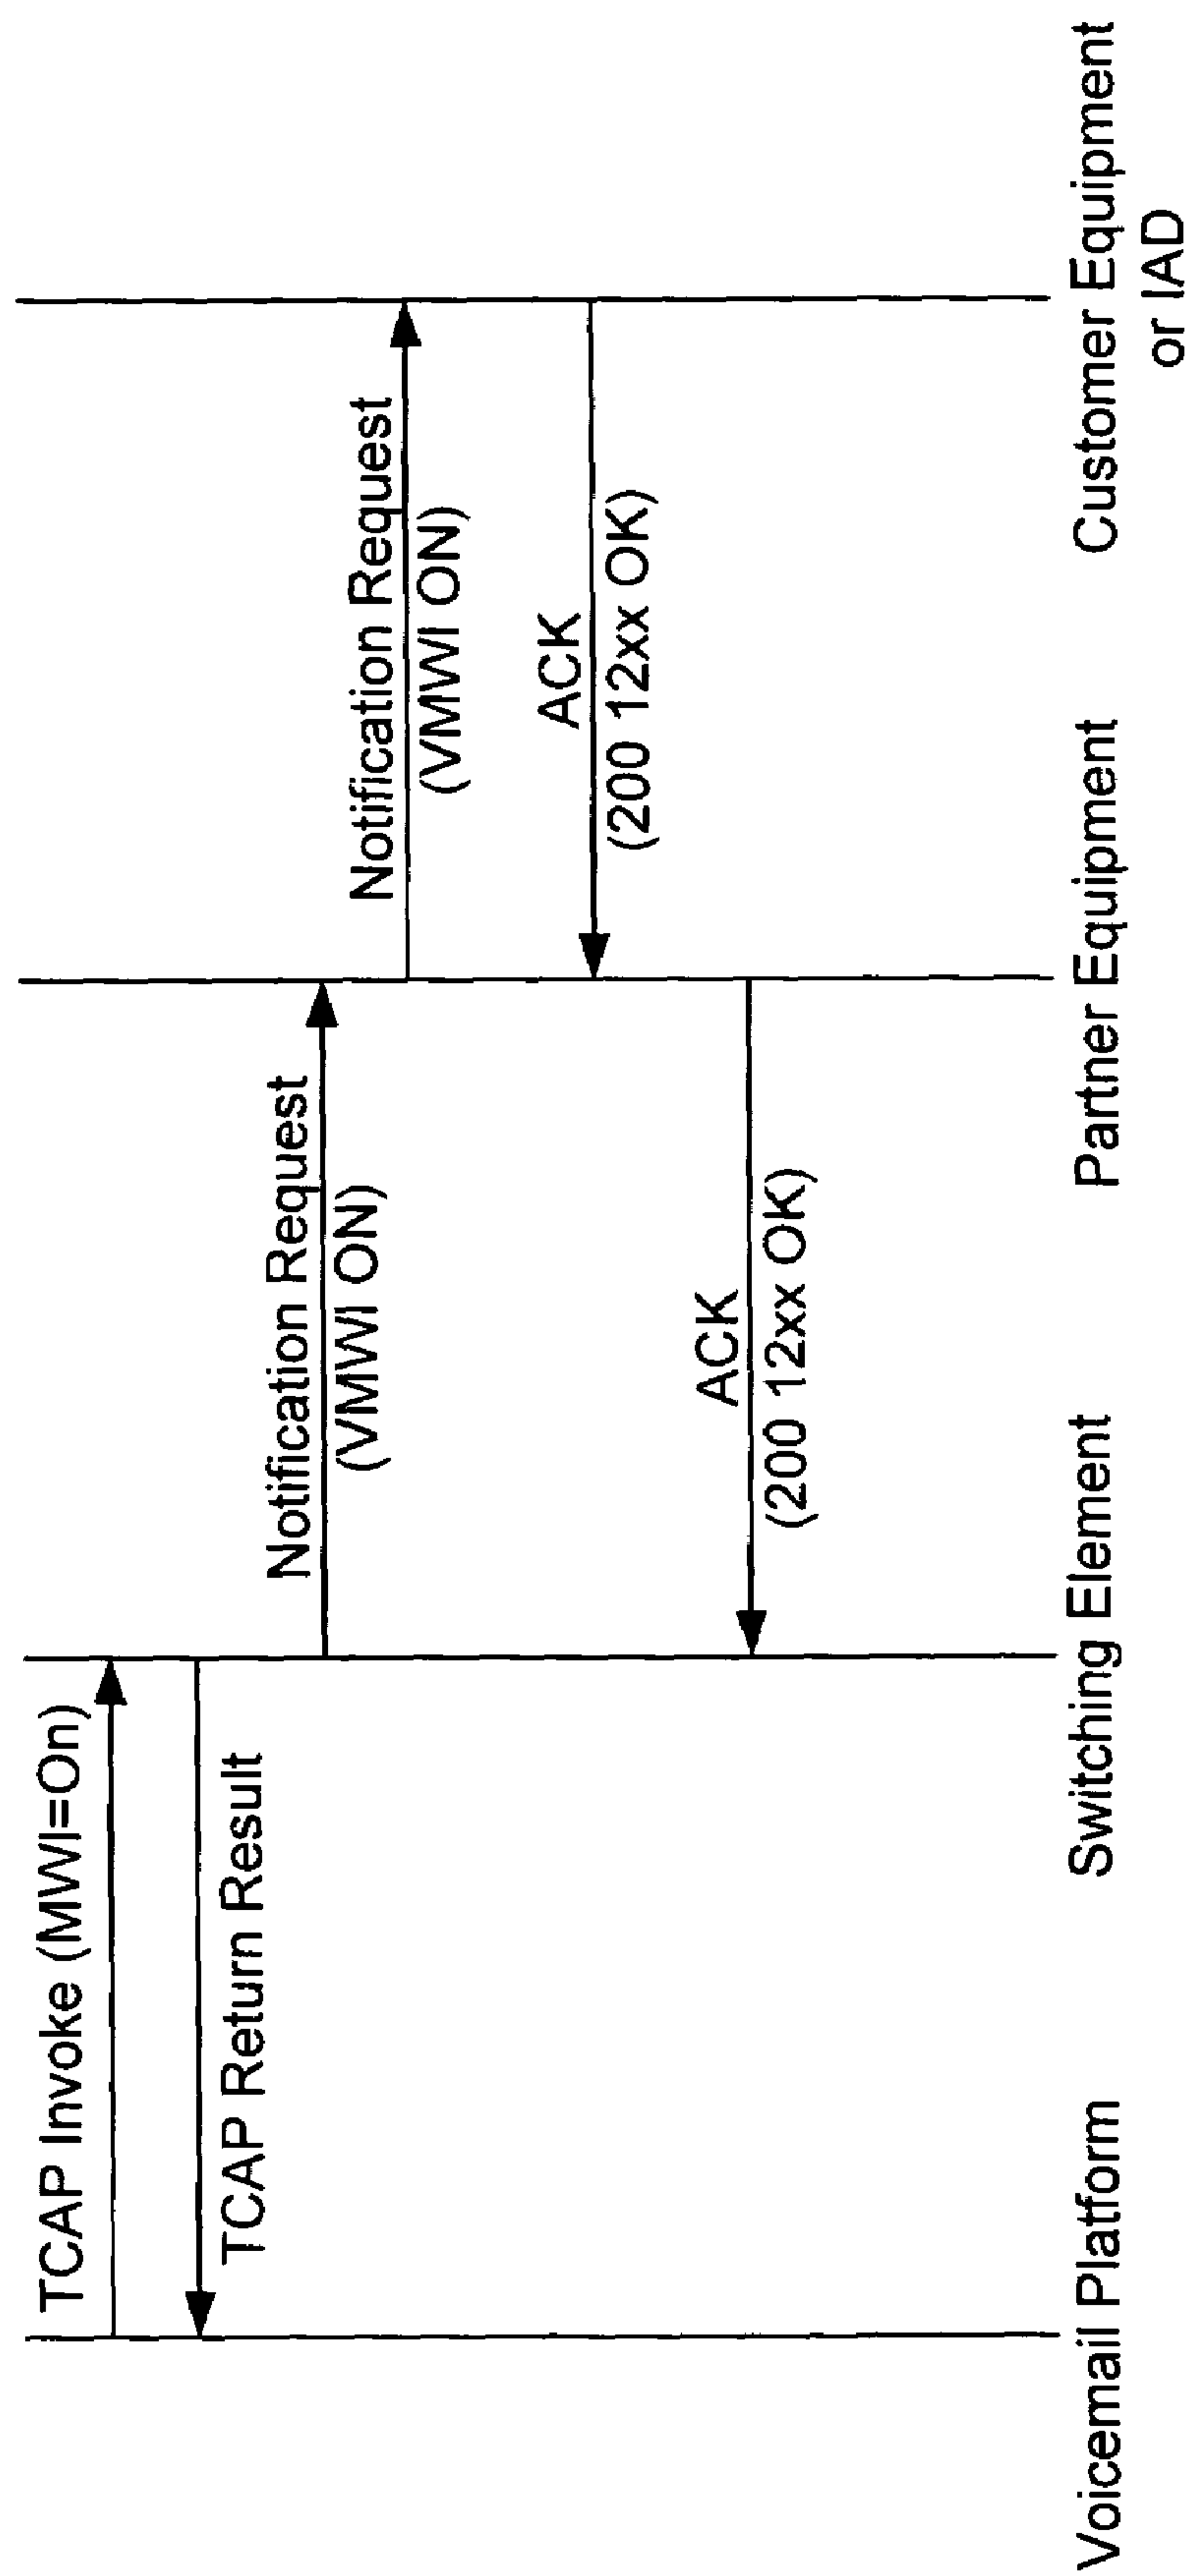 TCAP Invoke (MWI=On)
TCAP Return Result
Notification Request
(VMWI ON)
Notification Request
(VMWI ON)
ACK
(200 12xx OK)
ACK
(200 12xx OK)
Voicemail Platform
Switching Element
Partner Equipment
Customer Equipment
or IAD